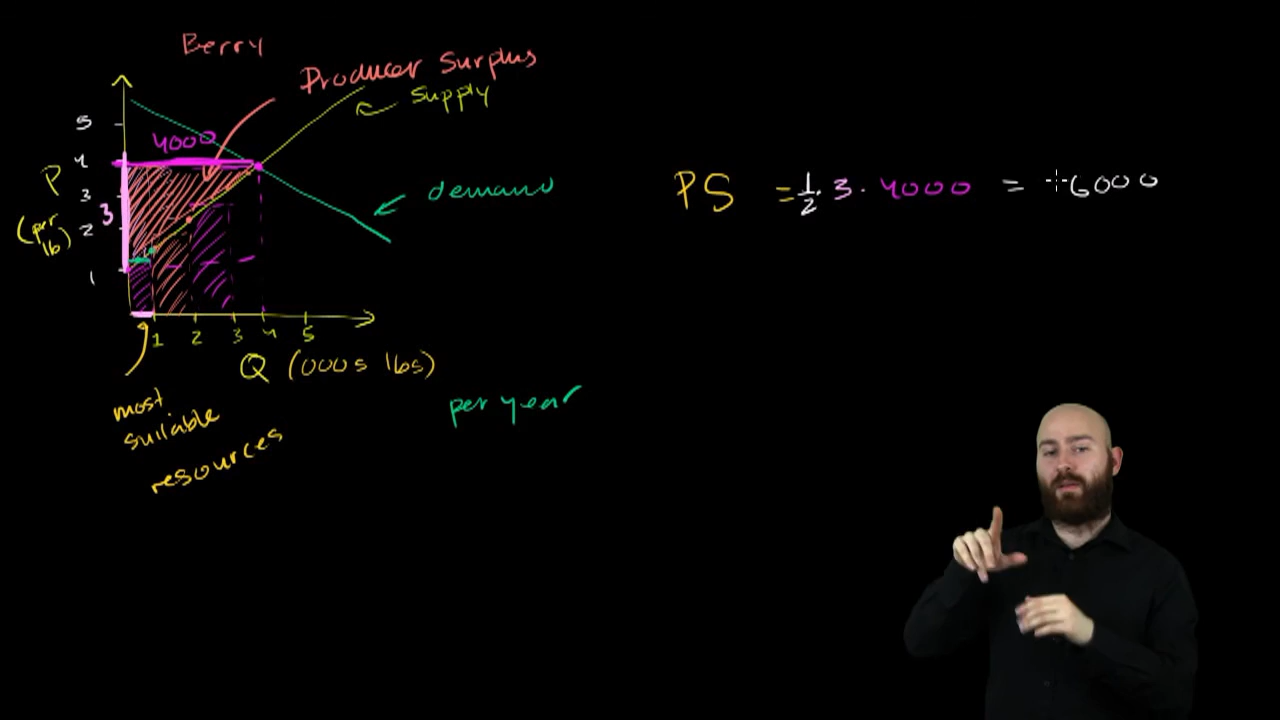 Berry
Producer Surplus
Supply
5
4000
4
P
3
3
demand
(per lb)
2
1
PS = 1/2 · 3 · 4000 = 6000
1 2 3 4 5
Q (000s lbs)
per year
most
suitable
resources